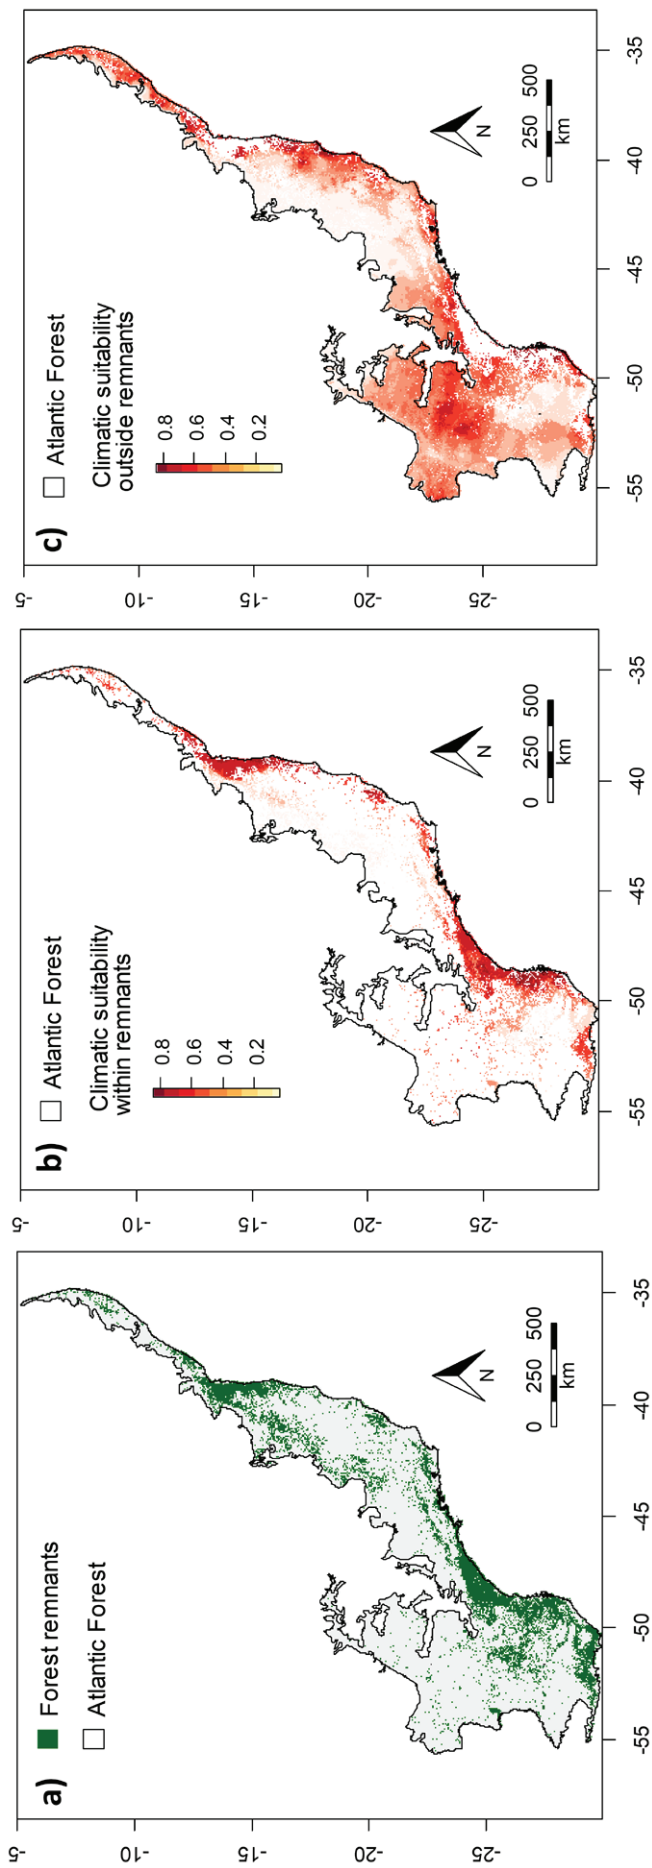 a)
Forest remnants
Atlantic Forest
N
0 250 500
km
-5
-10
-15
-20
-25
-55 -50 -45 -40 -35
b)
Atlantic Forest
Climatic suitability
within remnants
0.8
0.6
0.4
0.2
N
0 250 500
km
-5
-10
-15
-20
-25
-55 -50 -45 -40 -35
c)
Atlantic Forest
Climatic suitability
outside remnants
0.8
0.6
0.4
0.2
N
0 250 500
km
-5
-10
-15
-20
-25
-55 -50 -45 -40 -35